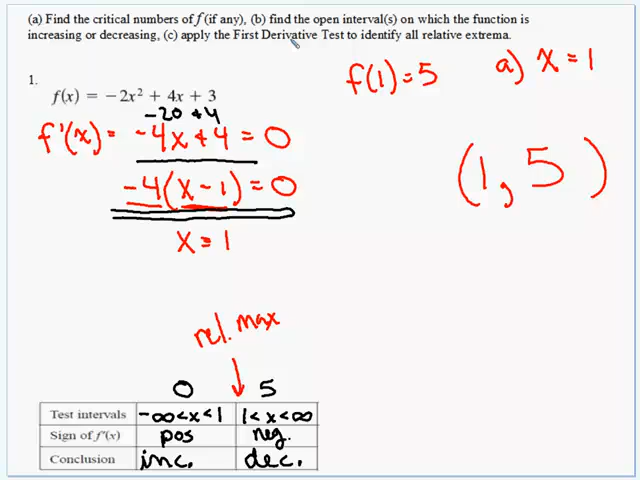 (a) Find the critical numbers of f (if any), (b) find the open interval(s) on which the function is
increasing or decreasing, (c) apply the First Derivative Test to identify all relative extrema.
f(1) = 5
a) x = 1
1.
f(x) = −2x² + 4x + 3
-20 +4
f'(x) = -4x+4 = 0
-4(x-1) = 0
x = 1
(1, 5)
rel. max
0 5
Test intervals -∞<x<1 1<x<∞
Sign of f'(x) pos neg.
Conclusion inc. dec.